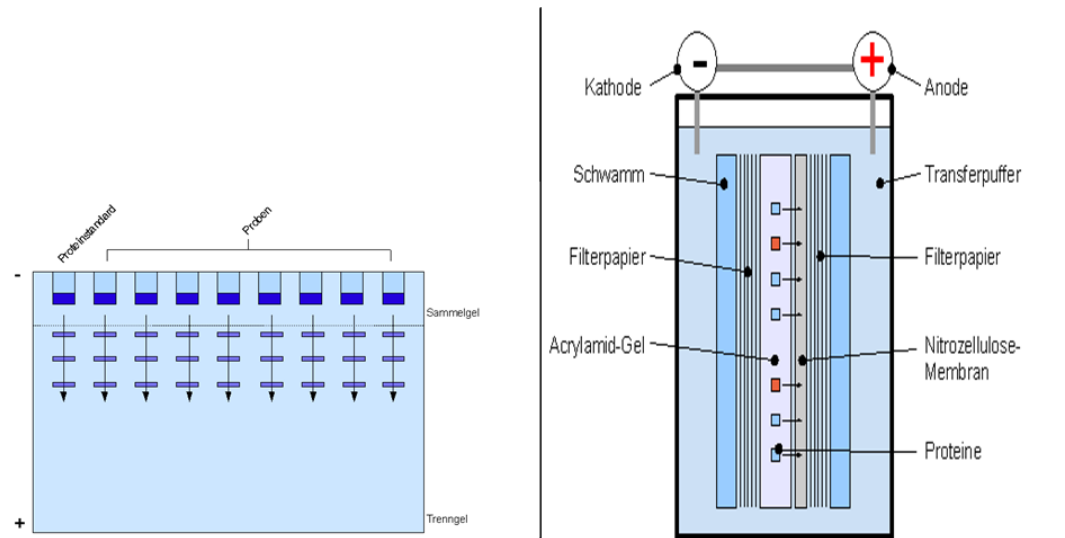 Proteinstandard
Proben
-
Sammelgel
+
Trenngel
-
+
Kathode
Anode
Schwamm
Transferpuffer
Filterpapier
Filterpapier
Acrylamid-Gel
Nitrozellulose-
Membran
Proteine